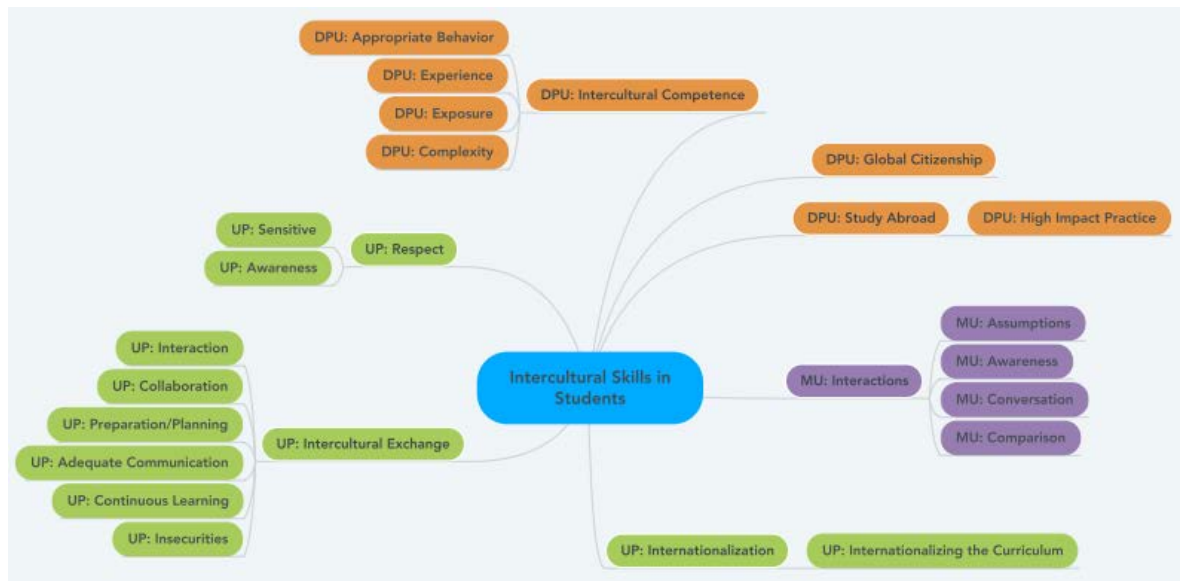 DPU: Appropriate Behavior
DPU: Experience
DPU: Exposure
DPU: Complexity
DPU: Intercultural Competence
DPU: Global Citizenship
DPU: Study Abroad
DPU: High Impact Practice
UP: Sensitive
UP: Awareness
UP: Respect
UP: Interaction
UP: Collaboration
UP: Preparation/Planning
UP: Adequate Communication
UP: Continuous Learning
UP: Insecurities
UP: Intercultural Exchange
Intercultural Skills in
Students
MU: Interactions
MU: Assumptions
MU: Awareness
MU: Conversation
MU: Comparison
UP: Internationalization
UP: Internationalizing the Curriculum